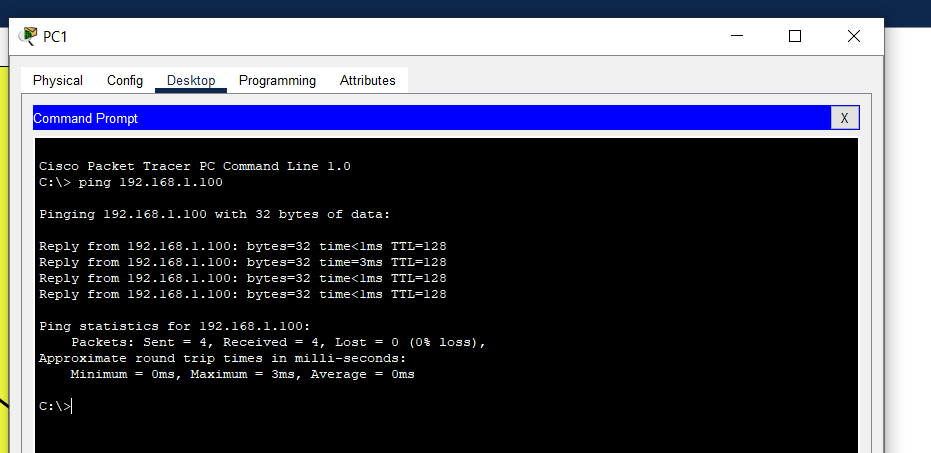 PC1
Physical Config Desktop Programming Attributes
Command Prompt X
Cisco Packet Tracer PC Command Line 1.0
C:\> ping 192.168.1.100
Pinging 192.168.1.100 with 32 bytes of data:
Reply from 192.168.1.100: bytes=32 time<1ms TTL=128
Reply from 192.168.1.100: bytes=32 time=3ms TTL=128
Reply from 192.168.1.100: bytes=32 time<1ms TTL=128
Reply from 192.168.1.100: bytes=32 time<1ms TTL=128
Ping statistics for 192.168.1.100:
Packets: Sent = 4, Received = 4, Lost = 0 (0% loss),
Approximate round trip times in milli-seconds:
Minimum = 0ms, Maximum = 3ms, Average = 0ms
C:\>